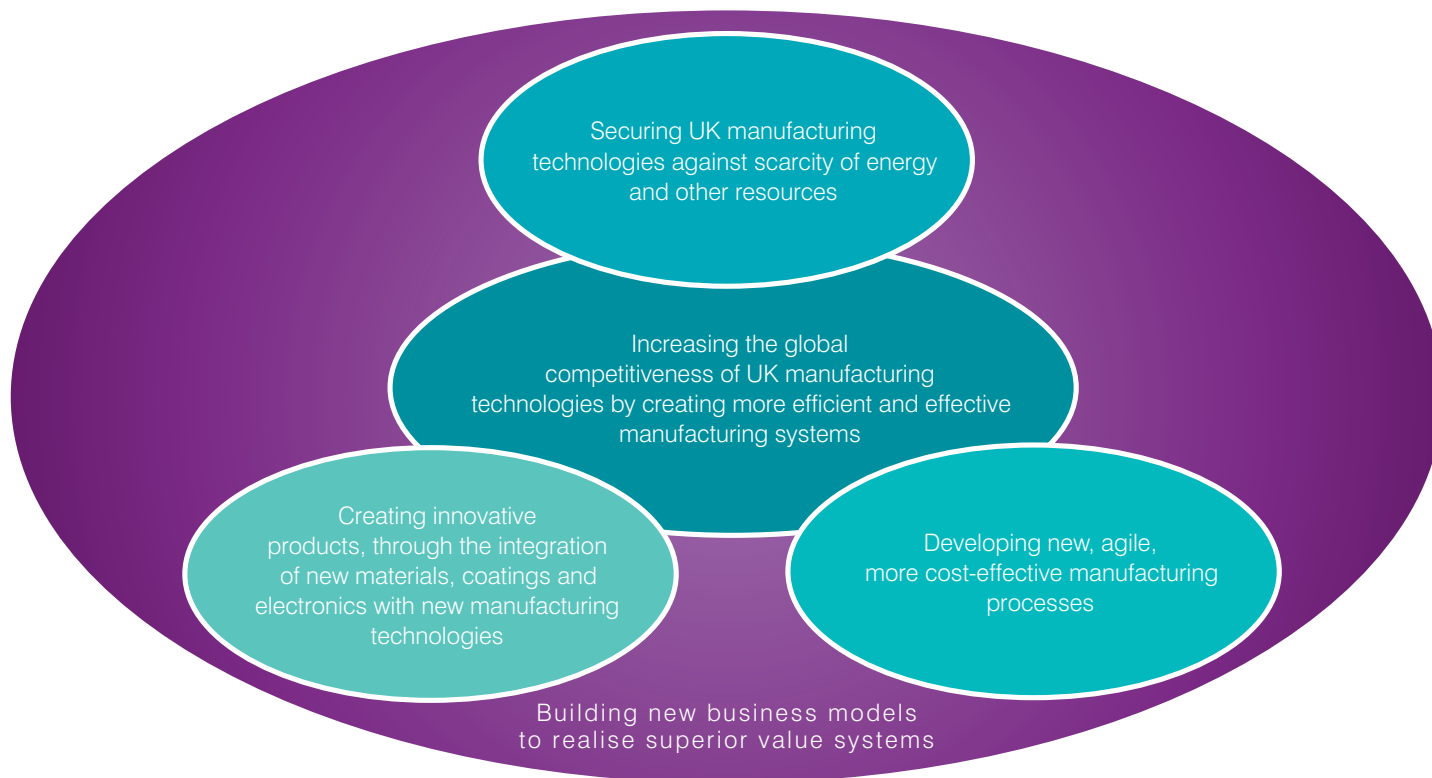 Securing UK manufacturing
technologies against scarcity of energy
and other resources
Increasing the global
competitiveness of UK manufacturing
technologies by creating more efficient and effective
manufacturing systems
Creating innovative
products, through the integration
of new materials, coatings and
electronics with new manufacturing
technologies
Developing new, agile,
more cost-effective manufacturing
processes
Building new business models
to realise superior value systems